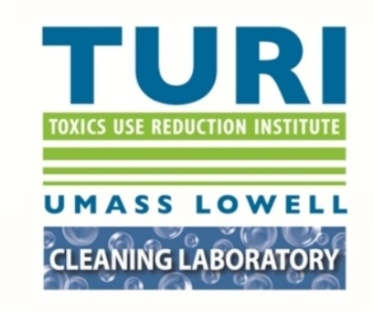 TURI
TOXICS USE REDUCTION INSTITUTE
UMASS LOWELL
CLEANING LABORATORY